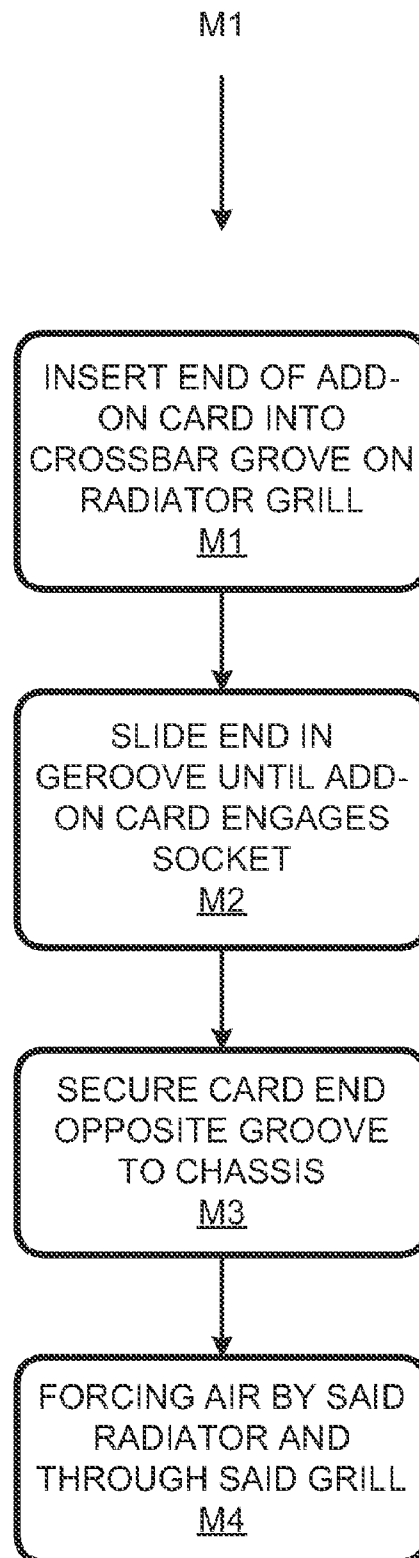 M1
INSERT END OF ADD-
ON CARD INTO
CROSSBAR GROVE ON
RADIATOR GRILL
M1
SLIDE END IN
GEROOVE UNTIL ADD-
ON CARD ENGAGES
SOCKET
M2
SECURE CARD END
OPPOSITE GROOVE
TO CHASSIS
M3
FORCING AIR BY SAID
RADIATOR AND
THROUGH SAID GRILL
M4